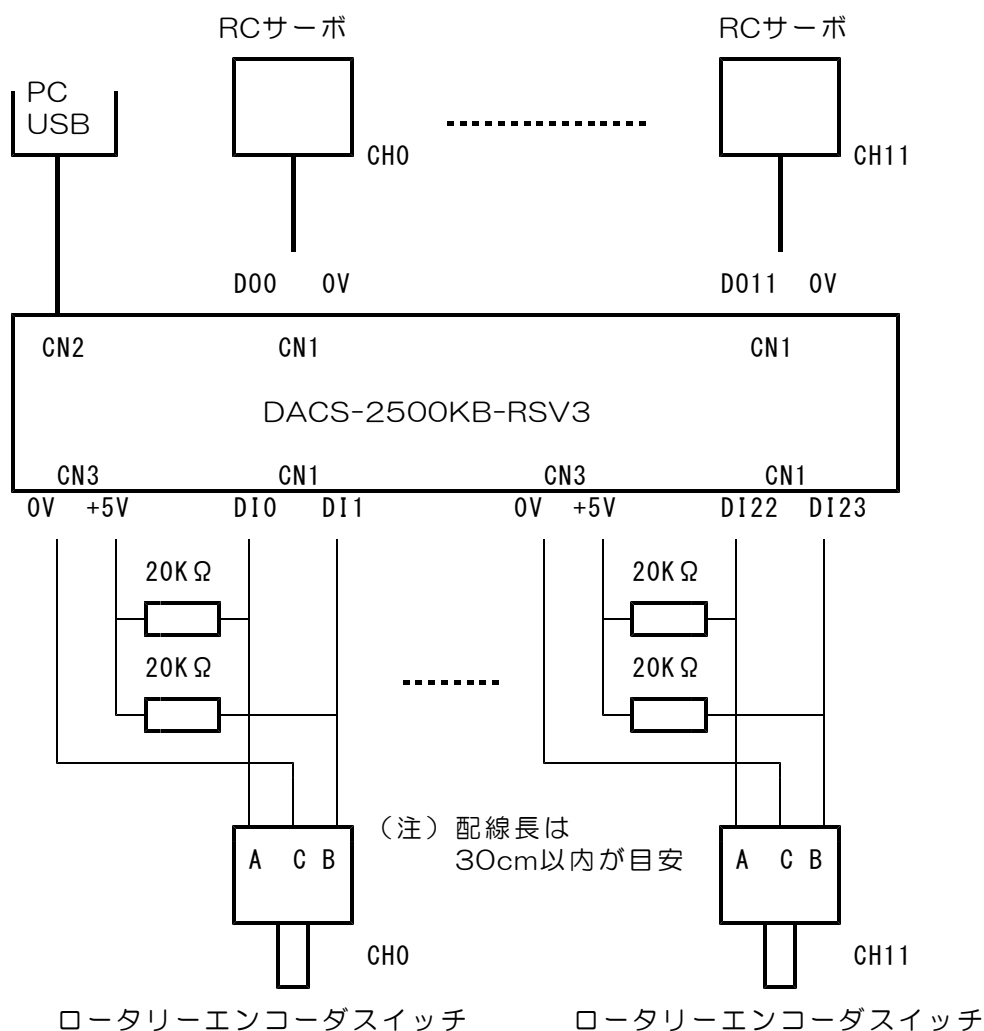 RCサーボ RCサーボ
PC
USB
CH0 CH11
DO0 0V DO11 0V
CN2 CN1 CN1
DACS-2500KB-RSV3
CN3 CN1 CN3 CN1
0V +5V DI0 DI1 0V +5V DI22 DI23
20KΩ 20KΩ
20KΩ 20KΩ
(注) 配線長は
30cm以内が目安
A C B A C B
CH0 CH11
ロータリーエンコーダスイッチ ロータリーエンコーダスイッチ